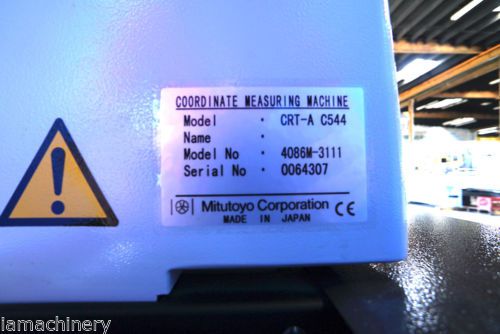 COORDINATE MEASURING MACHINE
Model · CRT-A C544
Name ·
Model No · 4086M-3111
Serial No · 0064307
Mitutoyo Corporation CE
MADE IN JAPAN
lamachinery